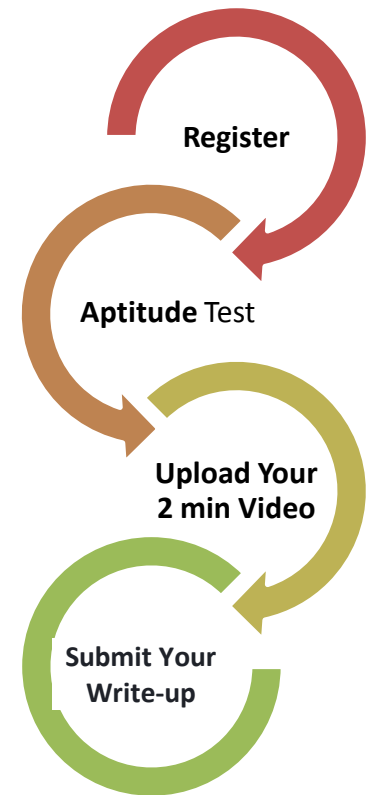 Register
Aptitude Test
Upload Your
2 min Video
Submit Your
Write-up